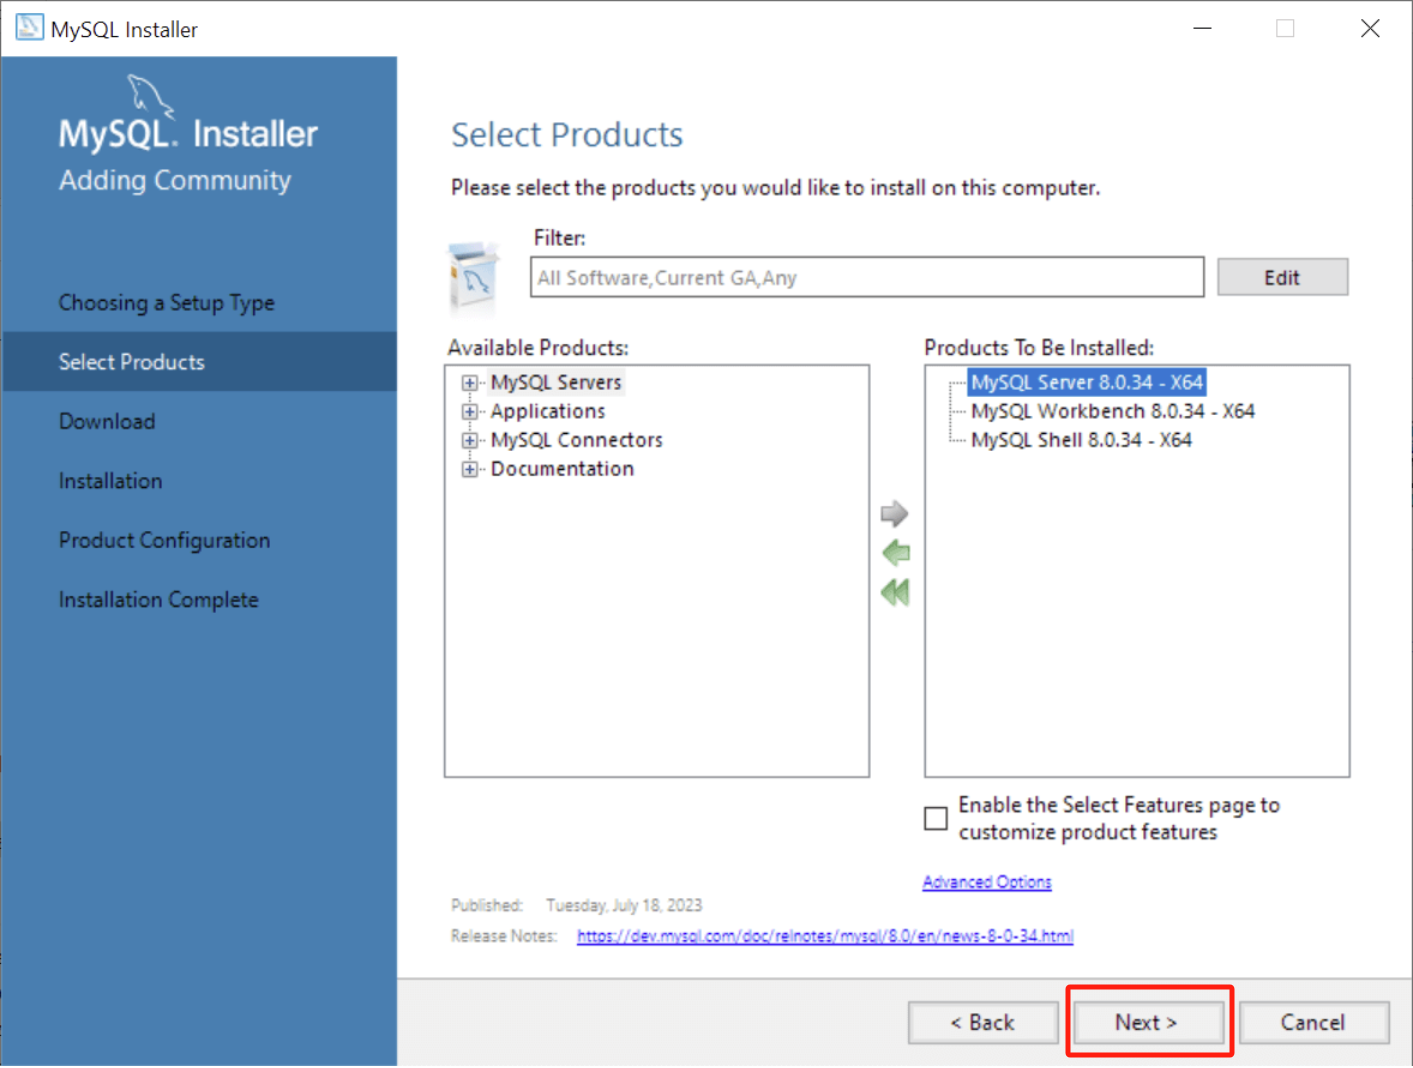 MySQL Installer
MySQL. Installer
Adding Community
Choosing a Setup Type
Select Products
Download
Installation
Product Configuration
Installation Complete
Select Products
Please select the products you would like to install on this computer.
Filter:
All Software,Current GA,Any
Edit
Available Products:
MySQL Servers
Applications
MySQL Connectors
Documentation
Products To Be Installed:
MySQL Server 8.0.34 - X64
MySQL Workbench 8.0.34 - X64
MySQL Shell 8.0.34 - X64
Enable the Select Features page to
customize product features
Advanced Options
Published: Tuesday, July 18, 2023
Release Notes: https://dev.mysql.com/doc/relnotes/mysql/8.0/en/news-8-0-34.html
< Back
Next >
Cancel